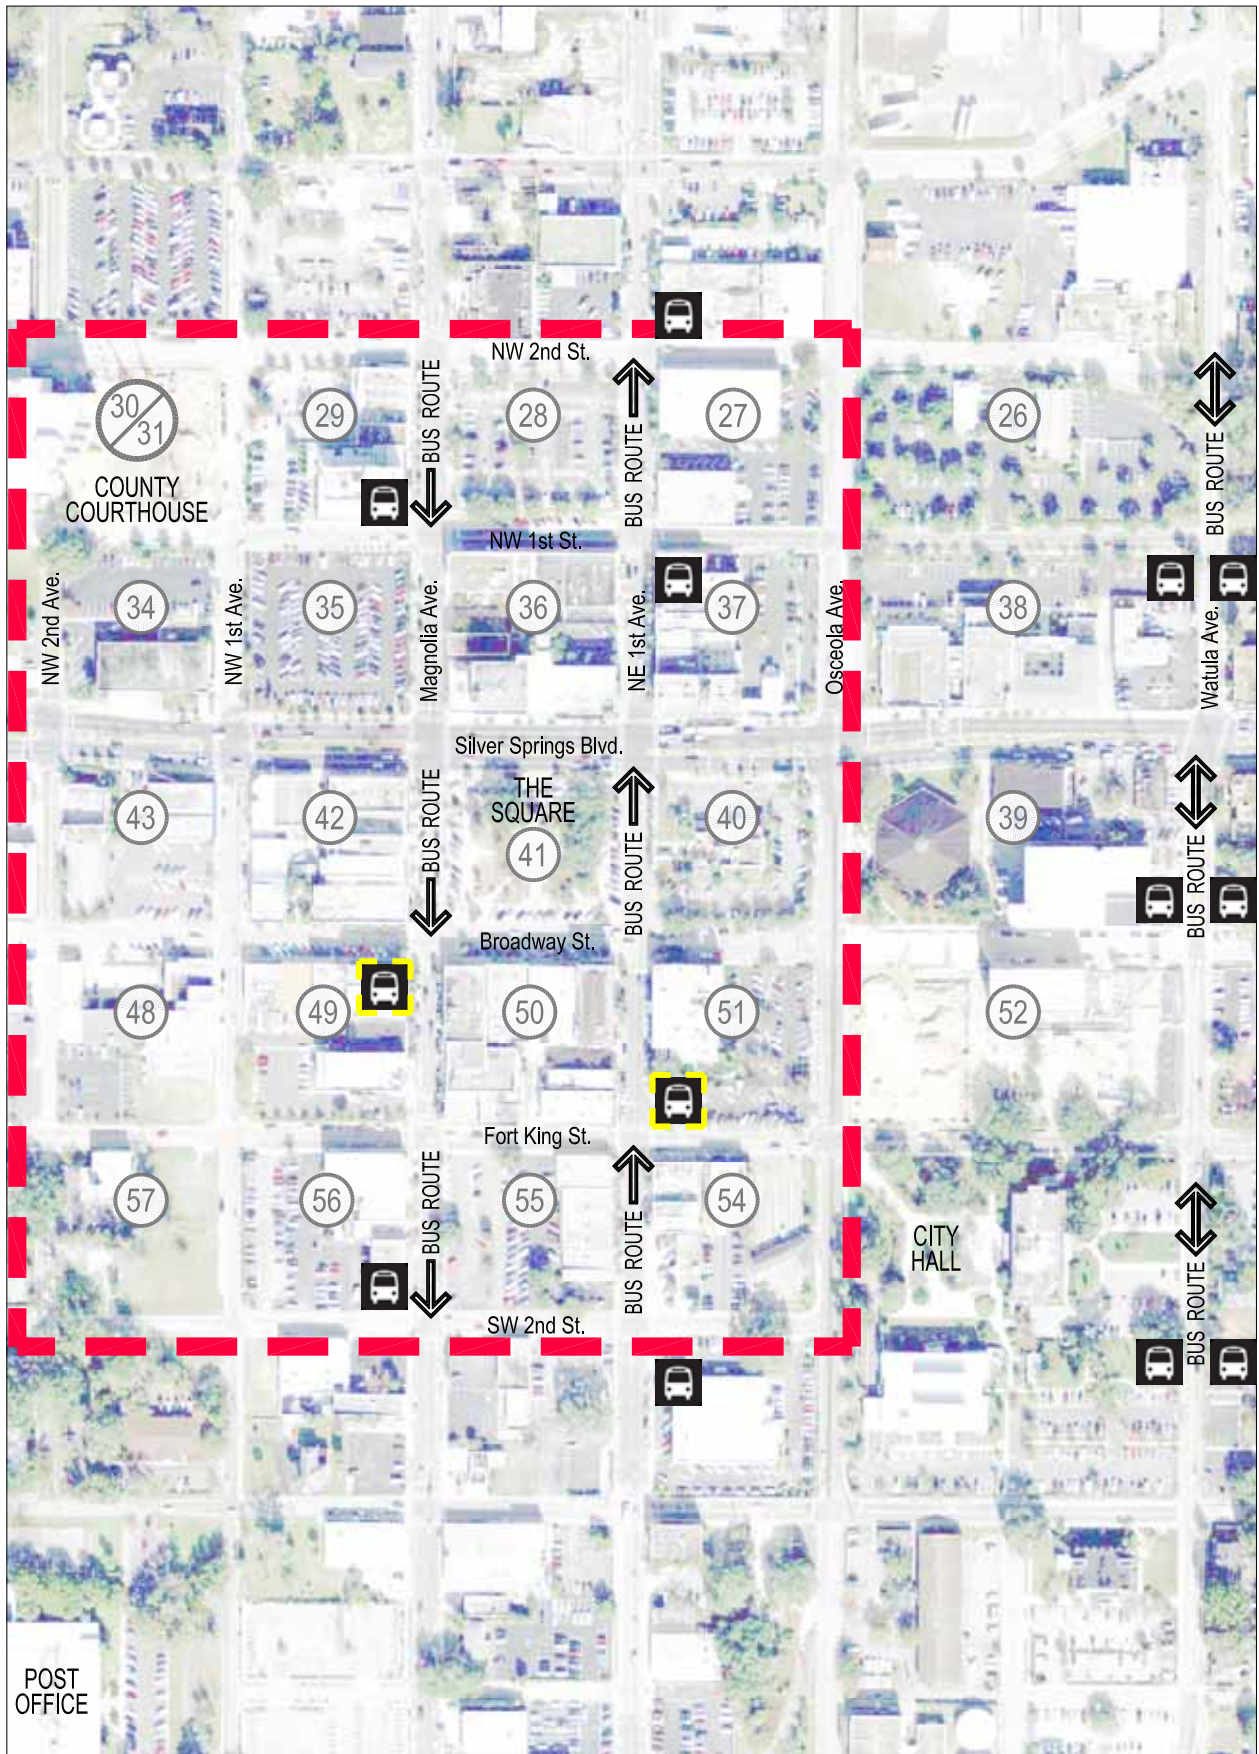 NW 2nd St.
30
31
29
28
27
26
BUS ROUTE
BUS ROUTE
BUS ROUTE
COUNTY
COURTHOUSE
NW 1st St.
34
35
36
37
38
NW 2nd Ave.
NW 1st Ave.
Magnolia Ave.
NE 1st Ave.
Osceola Ave.
Watula Ave.
Silver Springs Blvd.
THE
SQUARE
43
42
41
40
39
BUS ROUTE
BUS ROUTE
BUS ROUTE
Broadway St.
48
49
50
51
52
Fort King St.
57
56
55
54
BUS ROUTE
BUS ROUTE
BUS ROUTE
CITY
HALL
SW 2nd St.
POST
OFFICE